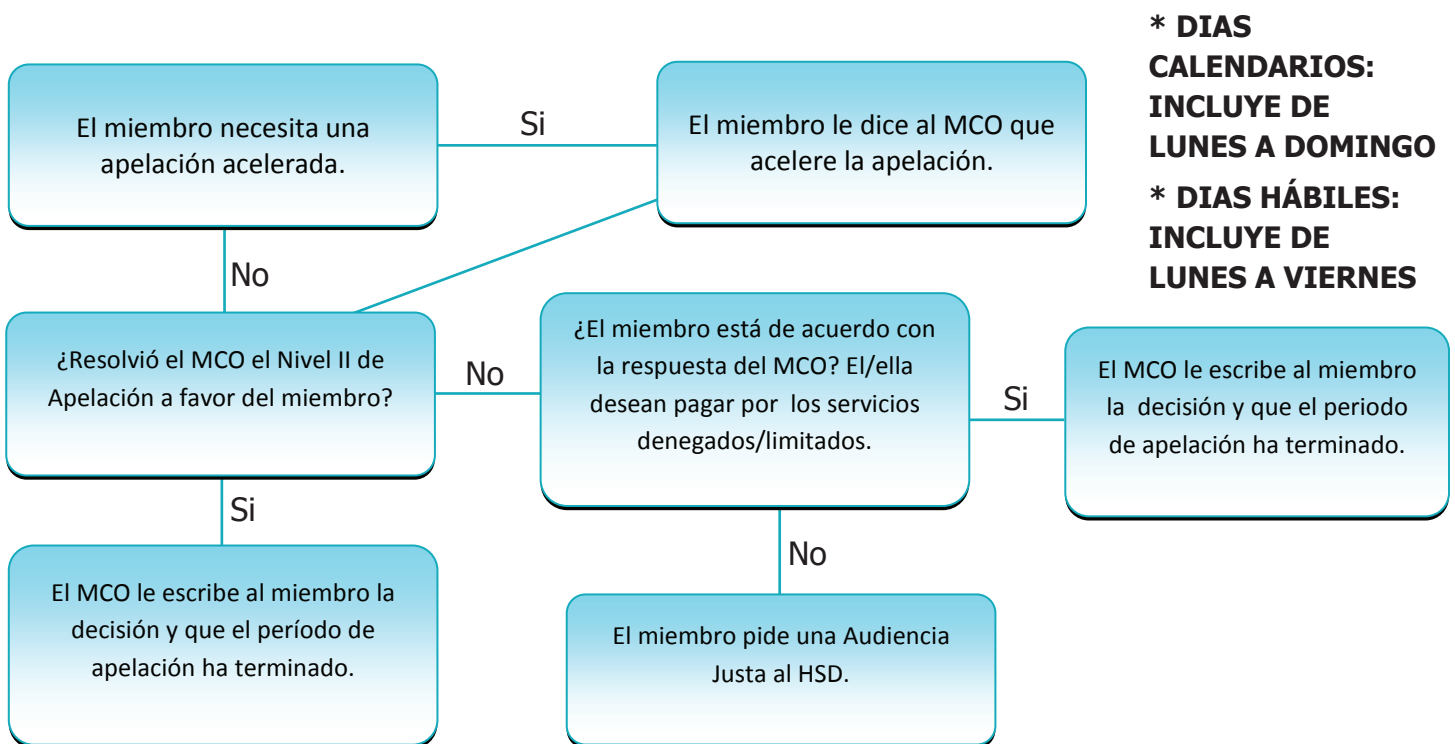 * DIAS
CALENDARIOS:
INCLUYE DE
LUNES A DOMINGO
* DIAS HÁBILES:
INCLUYE DE
LUNES A VIERNES
El miembro necesita una
apelación acelerada.
Si
El miembro le dice al MCO que
acelere la apelación.
No
¿Resolvió el MCO el Nivel II de
Apelación a favor del miembro?
No
¿El miembro está de acuerdo con
la respuesta del MCO? El/ella
desean pagar por los servicios
denegados/limitados.
Si
El MCO le escribe al miembro
la decisión y que el periodo
de apelación ha terminado.
Si
El MCO le escribe al miembro la
decisión y que el período de
apelación ha terminado.
No
El miembro pide una Audiencia
Justa al HSD.